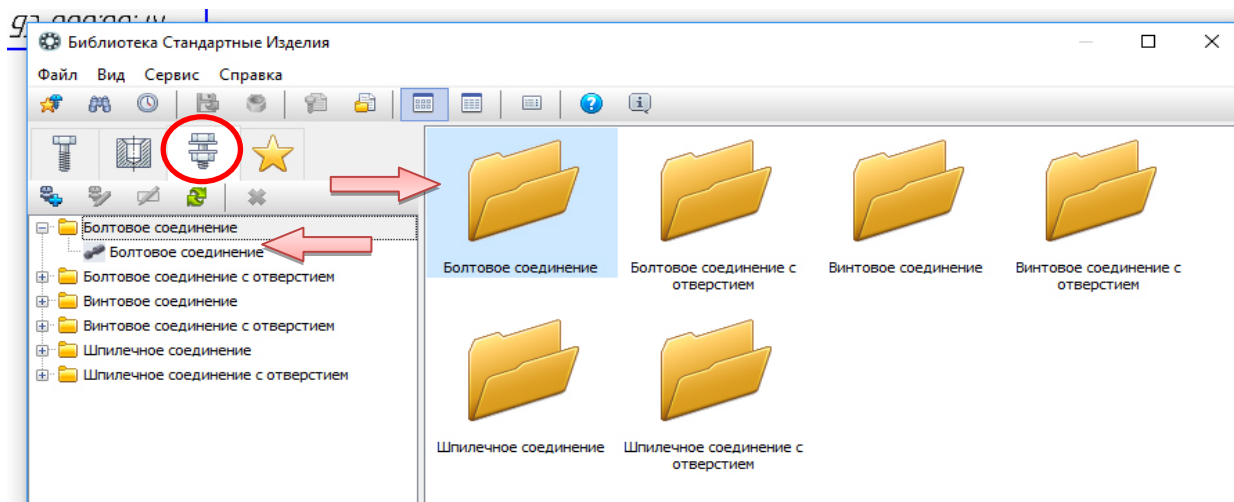 Библиотека Стандартные Изделия
Файл Вид Сервис Справка
Болтовое соединение
Болтовое соединение
Болтовое соединение с отверстием
Винтовое соединение
Винтовое соединение с отверстием
Шпилечное соединение
Шпилечное соединение с отверстием
Болтовое соединение
Болтовое соединение с
отверстием
Винтовое соединение
Винтовое соединение с
отверстием
Шпилечное соединение
Шпилечное соединение с
отверстием